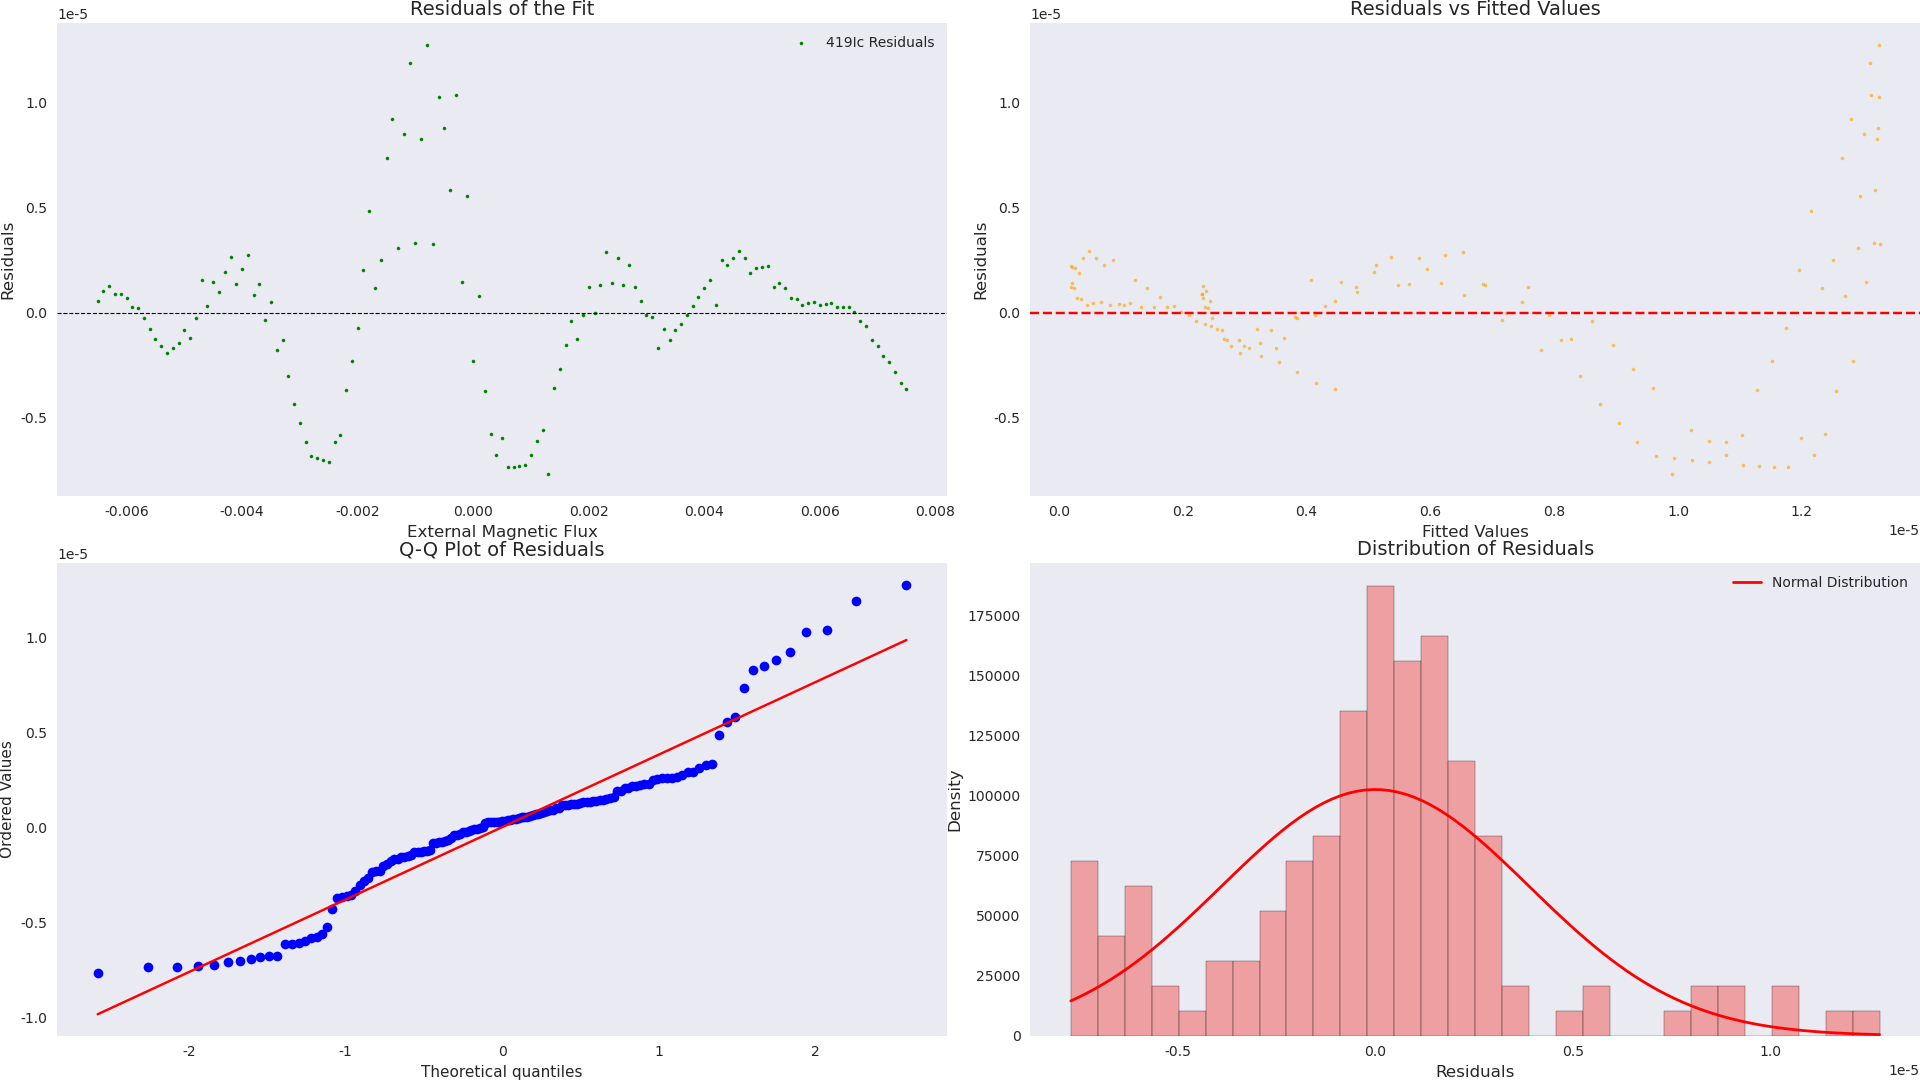 Residuals of the Fit
1e-5
419Ic Residuals
1.0
0.5
0.0
-0.5
Residuals
-0.006
-0.004
-0.002
0.000
0.002
0.004
0.006
0.008
External Magnetic Flux
Residuals vs Fitted Values
1e-5
1.0
0.5
0.0
-0.5
Residuals
0.0
0.2
0.4
0.6
0.8
1.0
1.2
1e-5
Fitted Values
Q-Q Plot of Residuals
1e-5
1.0
0.5
0.0
-0.5
-1.0
Ordered Values
-2
-1
0
1
2
Theoretical quantiles
Distribution of Residuals
Normal Distribution
175000
150000
125000
100000
75000
50000
25000
0
Density
-0.5
0.0
0.5
1.0
1e-5
Residuals